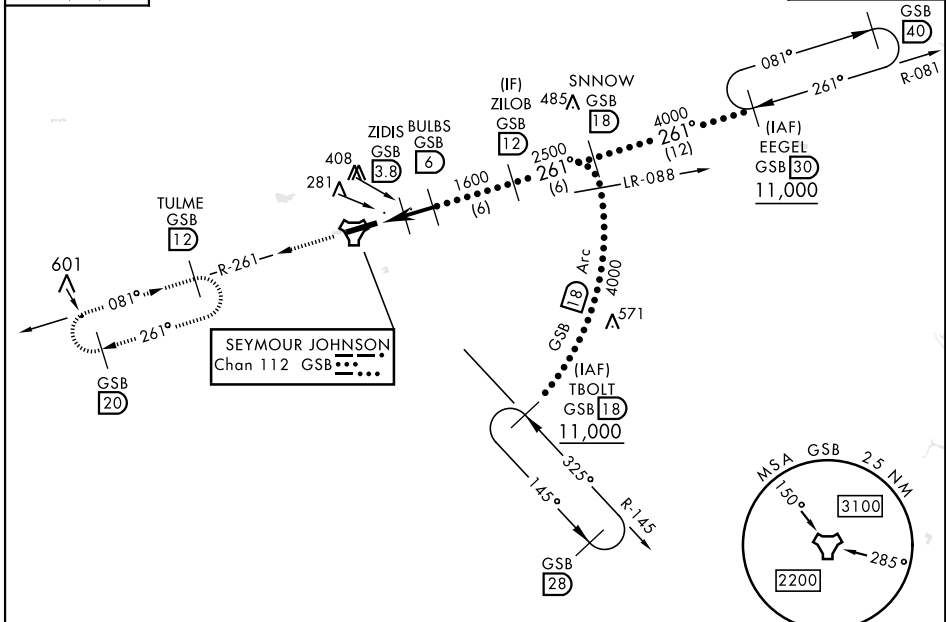 GSB
40
081°
R-081
261°
(IAF)
EEGEL
GSB 30
11,000
4000
261°
(12)
SNNOW
GSB
18
485
(IF)
ZILOB
GSB
12
2500
261°
(6)
LR-088
BULBS
GSB
6
1600
(6)
ZIDIS
GSB
3.8
408
281
TULME
GSB
12
R-261
601
081°
261°
GSB
20
SEYMOUR JOHNSON
Chan 112 GSB
GSB 18 Arc
4000
571
(IAF)
TBOLT
GSB 18
11,000
325°
145°
R-145
GSB
28
MSA GSB 25 NM
150°
3100
285°
2200